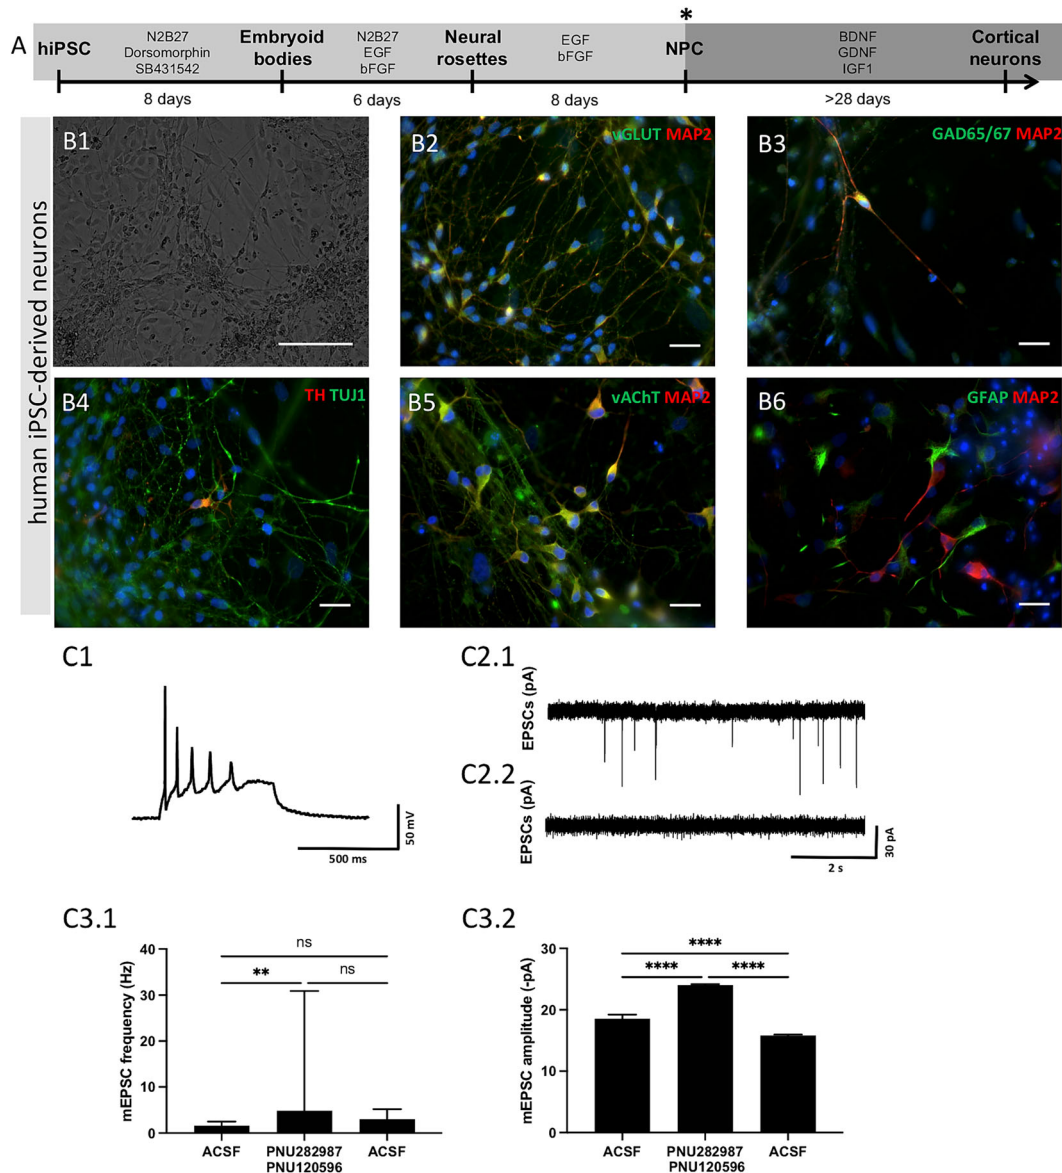 A
*
hiPSC
N2B27
Dorsomorphin
SB431542
Embryoid
bodies
N2B27
EGF
bFGF
Neural
rosettes
EGF
bFGF
NPC
BDNF
GDNF
IGF1
Cortical
neurons
8 days
6 days
8 days
>28 days
human iPSC-derived neurons
B1
B2
vGLUT MAP2
B3
GAD65/67 MAP2
B4
TH TUJ1
B5
vAChT MAP2
B6
GFAP MAP2
C1
50 mV
500 ms
C2.1
EPSCs (pA)
C2.2
EPSCs (pA)
30 pA
2 s
C3.1
mEPSC frequency (Hz)
40
30
20
10
0
ns
**
ns
ACSF
PNU282987
PNU120596
ACSF
C3.2
mEPSC amplitude (-pA)
30
20
10
0
****
****
****
ACSF
PNU282987
PNU120596
ACSF